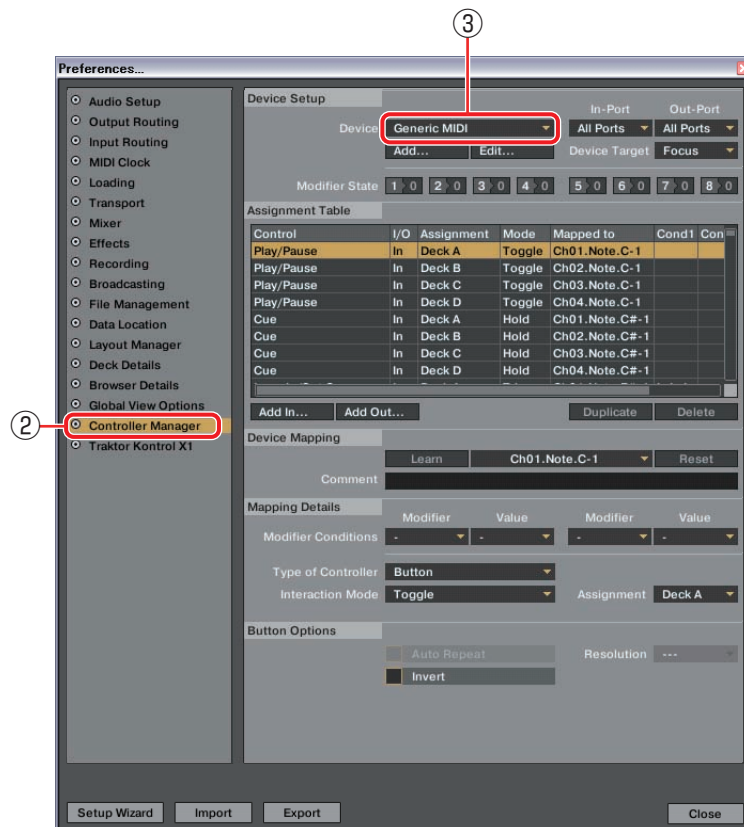 ③
Preferences...
Audio Setup
Output Routing
Input Routing
MIDI Clock
Loading
Transport
Mixer
Effects
Recording
Broadcasting
File Management
Data Location
Layout Manager
Deck Details
Browser Details
Global View Options
② Controller Manager
Traktor Kontrol X1
Device Setup
In-Port Out-Port
Device Generic MIDI All Ports All Ports
Add... Edit... Device Target Focus
Modifier State 1 0 2 0 3 0 4 0 5 0 6 0 7 0 8 0
Assignment Table
Control I/O Assignment Mode Mapped to Cond1 Con
Play/Pause In Deck A Toggle Ch01.Note.C-1
Play/Pause In Deck B Toggle Ch02.Note.C-1
Play/Pause In Deck C Toggle Ch03.Note.C-1
Play/Pause In Deck D Toggle Ch04.Note.C-1
Cue In Deck A Hold Ch01.Note.C#-1
Cue In Deck B Hold Ch02.Note.C#-1
Cue In Deck C Hold Ch03.Note.C#-1
Cue In Deck D Hold Ch04.Note.C#-1
Add In... Add Out... Duplicate Delete
Device Mapping
Learn Ch01.Note.C-1 Reset
Comment
Mapping Details
Modifier Value Modifier Value
Modifier Conditions - - - -
Type of Controller Button
Interaction Mode Toggle Assignment Deck A
Button Options
Auto Repeat Resolution ---
Invert
Setup Wizard Import Export Close